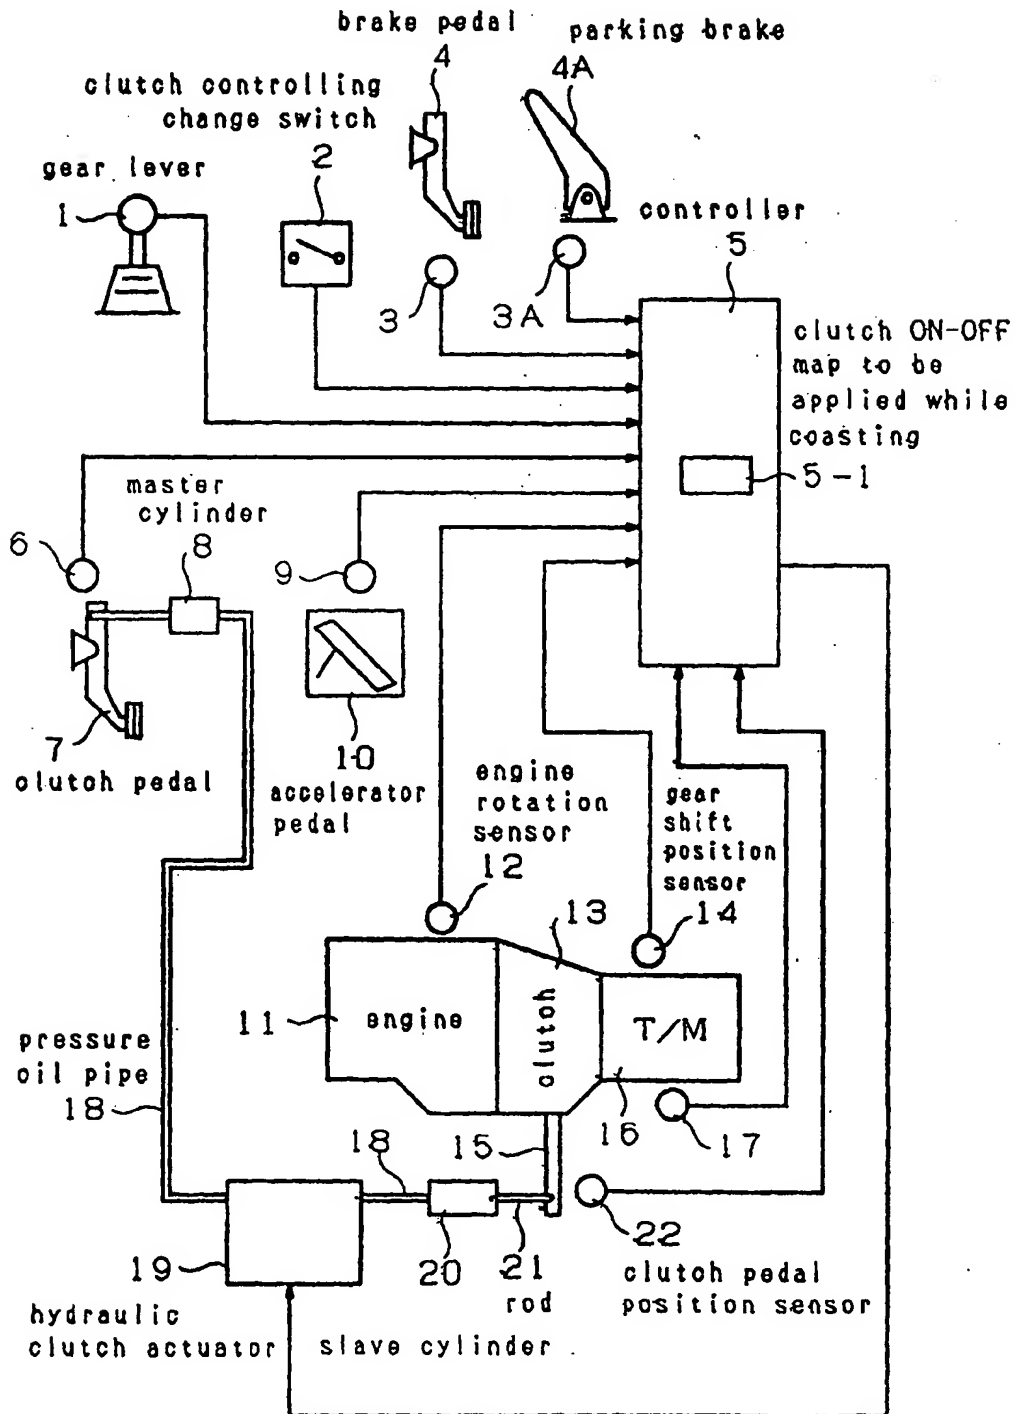 brake pedal
4
parking brake
4A
clutch controlling
change switch
2
gear lever
1
controller
5
3
3A
clutch ON-OFF
map to be
applied while
coasting
5-1
master
cylinder
8
6
9
7
clutch pedal
10
accelerator
pedal
engine
rotation
sensor
12
gear
shift
position
sensor
14
13
11
engine
clutch
T/M
pressure
oil pipe
18
15
16
17
18
19
20
21
rod
22
clutch pedal
position sensor
hydraulic
clutch actuator
slave cylinder